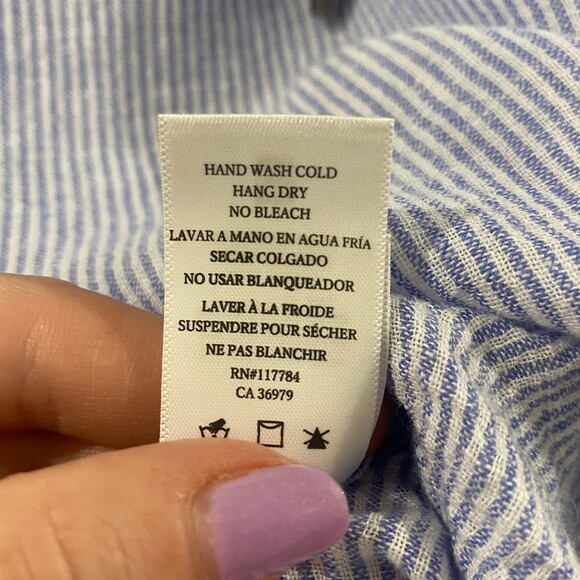 HAND WASH COLD
HANG DRY
NO BLEACH
LAVAR A MANO EN AGUA FRÍA
SECAR COLGADO
NO USAR BLANQUEADOR
LAVER À LA FROIDE
SUSPENDRE POUR SÉCHER
NE PAS BLANCHIR
RN#117784
CA 36979